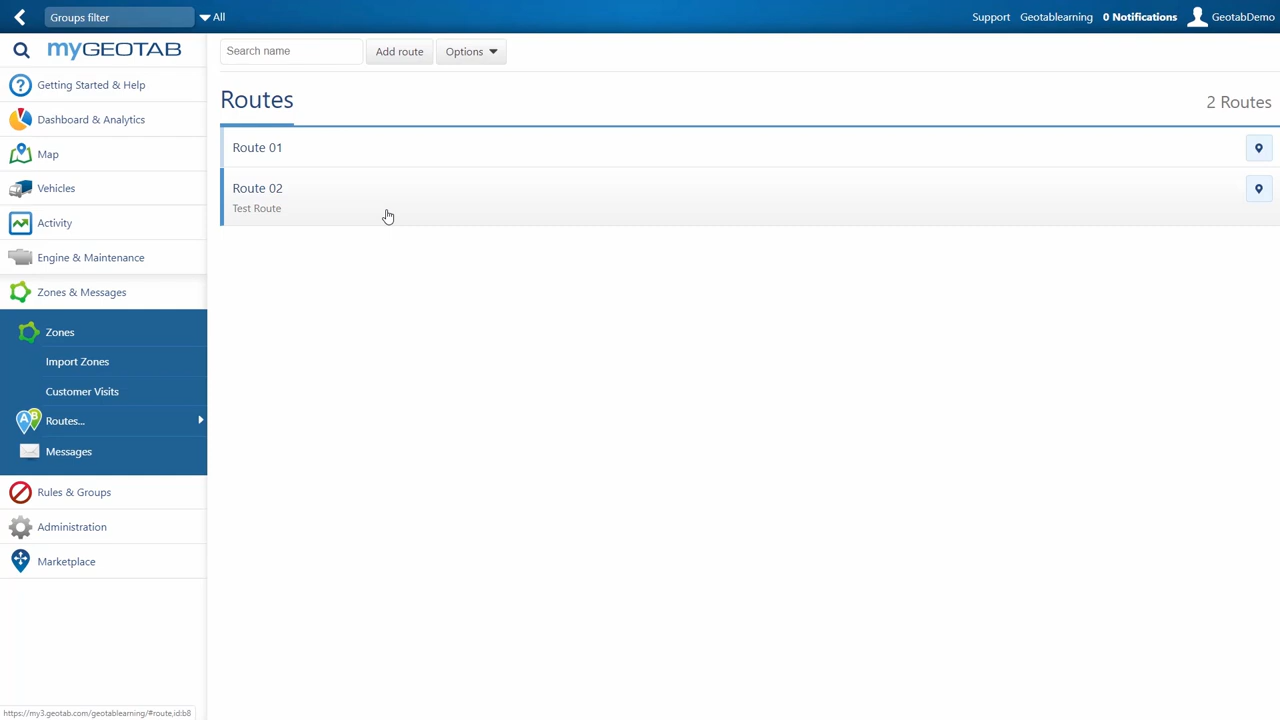 Groups filter
All
Support
Geotablearning
0 Notifications
GeotabDemo
myGEOTAB
Search name
Add route
Options
Getting Started & Help
Dashboard & Analytics
Map
Vehicles
Activity
Engine & Maintenance
Zones & Messages
Zones
Import Zones
Customer Visits
A B
Routes...
Messages
Rules & Groups
Administration
Marketplace
Routes
2 Routes
Route 01
Route 02
Test Route
https://my3.geotab.com/geotablearning/#route,id:b8